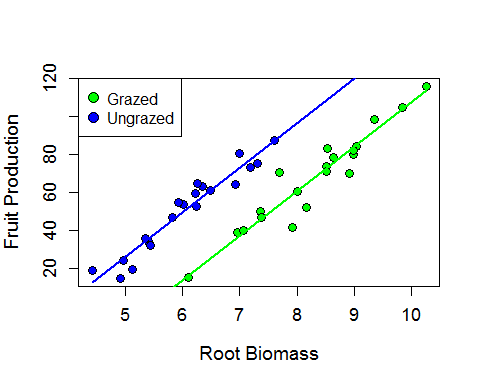 120
80
60
40
20
Fruit Production
Grazed
Ungrazed
5 6 7 8 9 10
Root Biomass